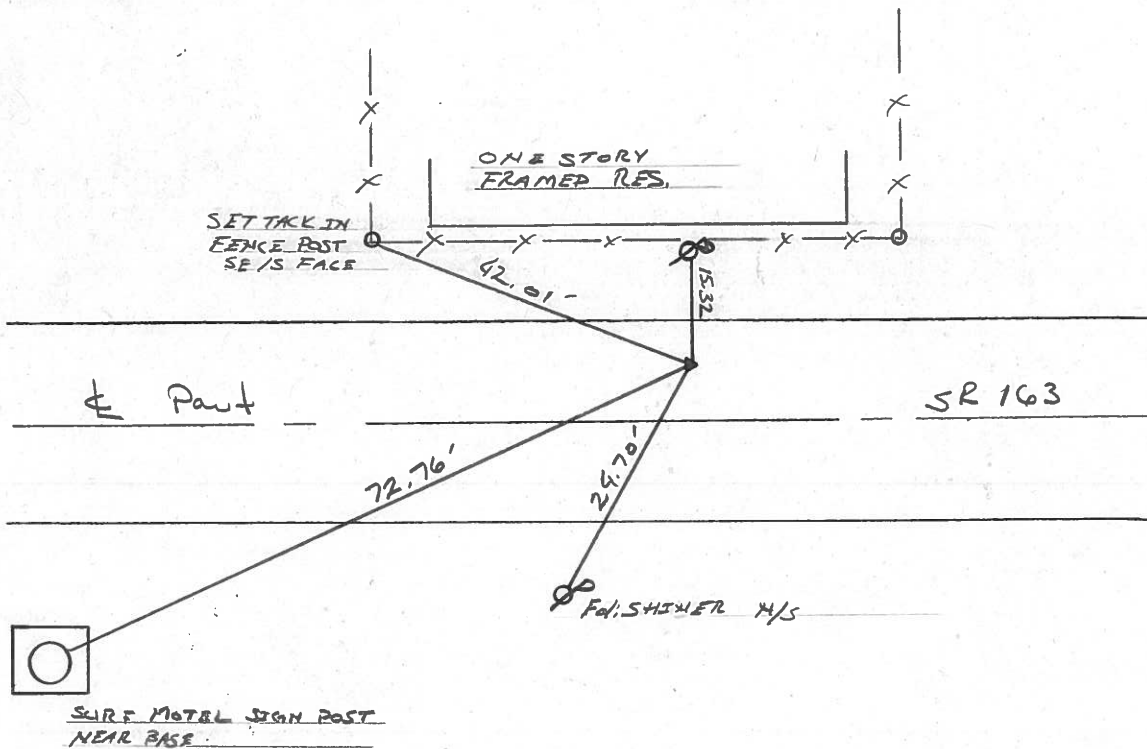 ONE STORY
FRAMED RES.
SET TACK IN
FENCE POST
SE/S FACE
42.01-
15.32
℄ Pavt
SR 163
72.76'
24.70'
Fd. SHINER N/S
SURF MOTEL SIGN POST
NEAR BASE